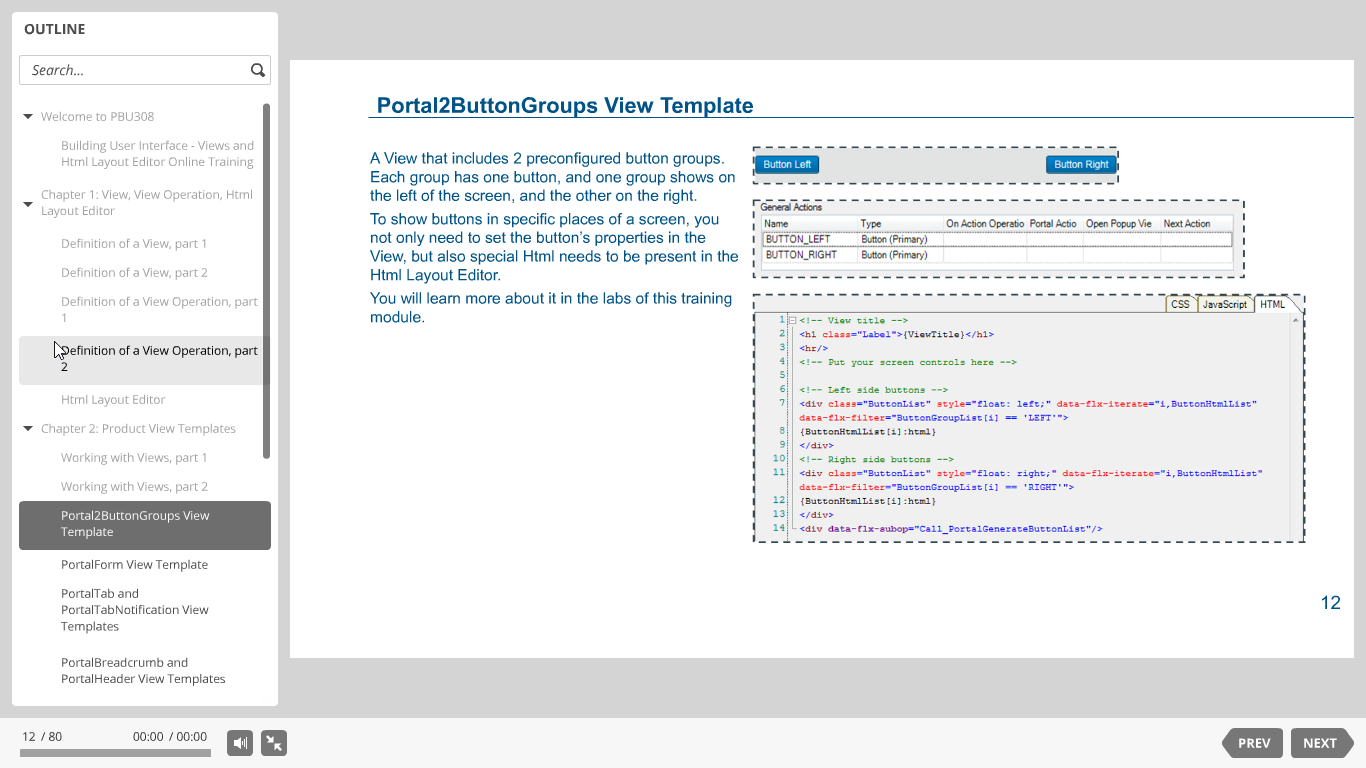 OUTLINE
Search...
Welcome to PBU308
Building User Interface - Views and
Html Layout Editor Online Training
Chapter 1: View, View Operation, Html
Layout Editor
Definition of a View, part 1
Definition of a View, part 2
Definition of a View Operation, part
1
Definition of a View Operation, part
2
Html Layout Editor
Chapter 2: Product View Templates
Working with Views, part 1
Working with Views, part 2
Portal2ButtonGroups View
Template
PortalForm View Template
PortalTab and
PortalTabNotification View
Templates
PortalBreadcrumb and
PortalHeader View Templates
Portal2ButtonGroups View Template
A View that includes 2 preconfigured button groups.
Each group has one button, and one group shows on
the left of the screen, and the other on the right.
To show buttons in specific places of a screen, you
not only need to set the button’s properties in the
View, but also special Html needs to be present in the
Html Layout Editor.
You will learn more about it in the labs of this training
module.
Button Left Button Right
General Actions
Name Type On Action Operatio Portal Actio Open Popup Vie Next Action
BUTTON_LEFT Button (Primary)
BUTTON_RIGHT Button (Primary)
CSS JavaScript HTML
1 <!-- View title -->
2 <h1 class="Label">{ViewTitle}</h1>
3 <hr/>
4 <!-- Put your screen controls here -->
5
6 <!-- Left side buttons -->
7 <div class="ButtonList" style="float: left;" data-flx-iterate="i,ButtonHtmlList"
data-flx-filter="ButtonGroupList[i] == 'LEFT'">
8 {ButtonHtmlList[i]:html}
9 </div>
10 <!-- Right side buttons -->
11 <div class="ButtonList" style="float: right;" data-flx-iterate="i,ButtonHtmlList"
data-flx-filter="ButtonGroupList[i] == 'RIGHT'">
12 {ButtonHtmlList[i]:html}
13 </div>
14 <div data-flx-subop="Call_PortalGenerateButtonList"/>
12
12 / 80 00:00 / 00:00
PREV NEXT